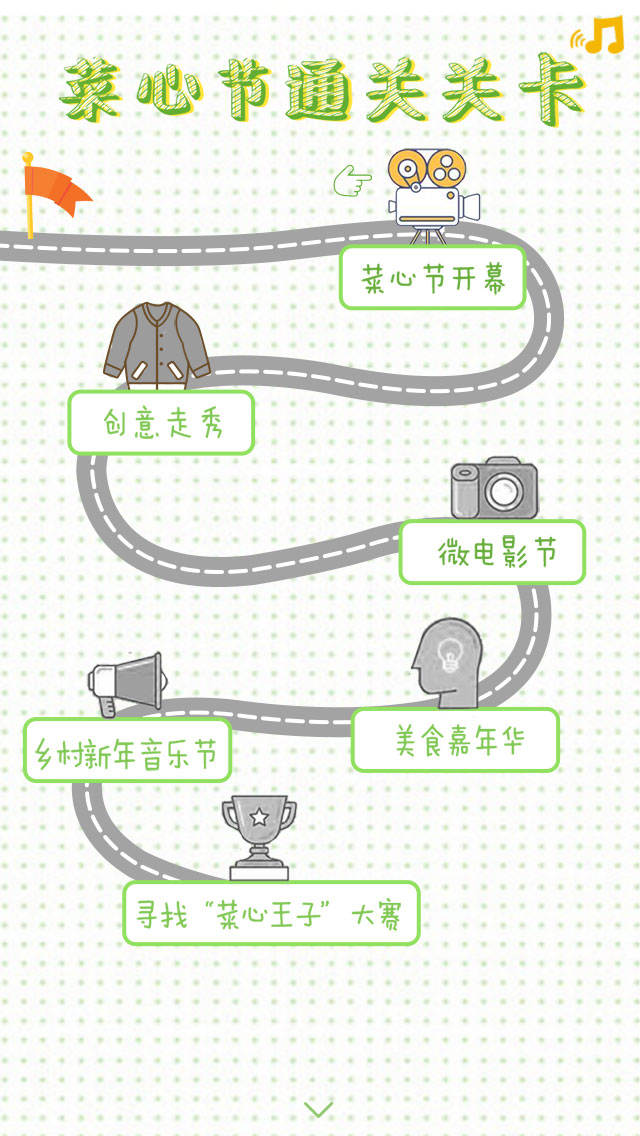 菜心节通关关卡
菜心节开幕
创意走秀
微电影节
美食嘉年华
乡村新年音乐节
寻找“菜心王子”大赛